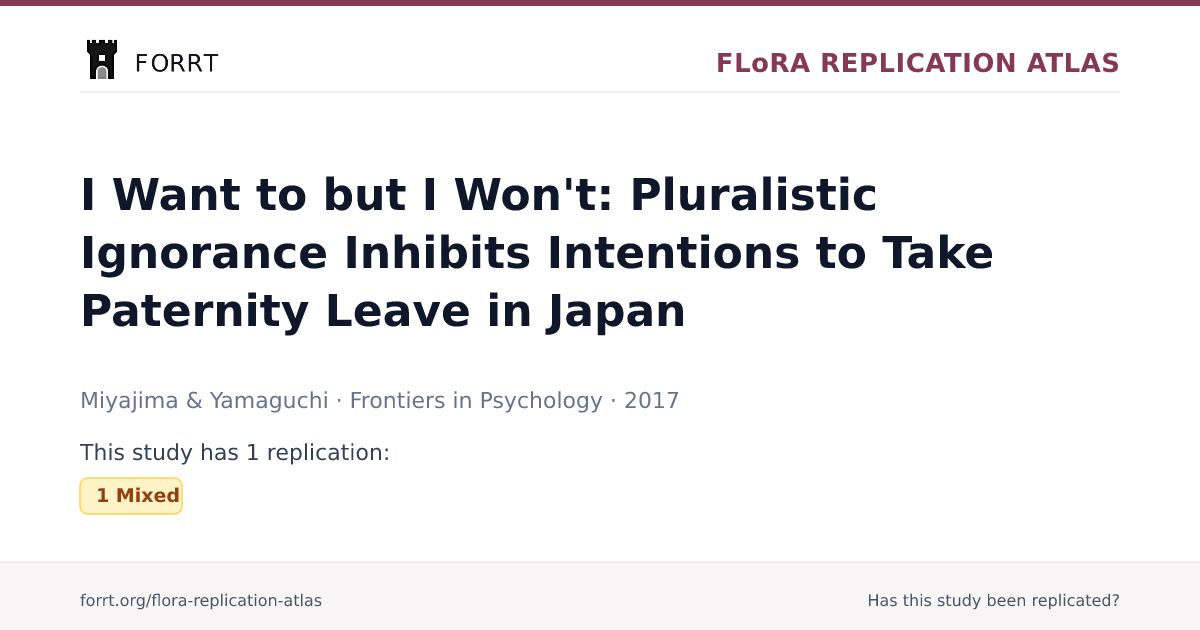 FORRT
FLoRA REPLICATION ATLAS
I Want to but I Won't: Pluralistic
Ignorance Inhibits Intentions to Take
Paternity Leave in Japan
Miyajima & Yamaguchi · Frontiers in Psychology · 2017
This study has 1 replication:
1 Mixed
forrt.org/flora-replication-atlas
Has this study been replicated?